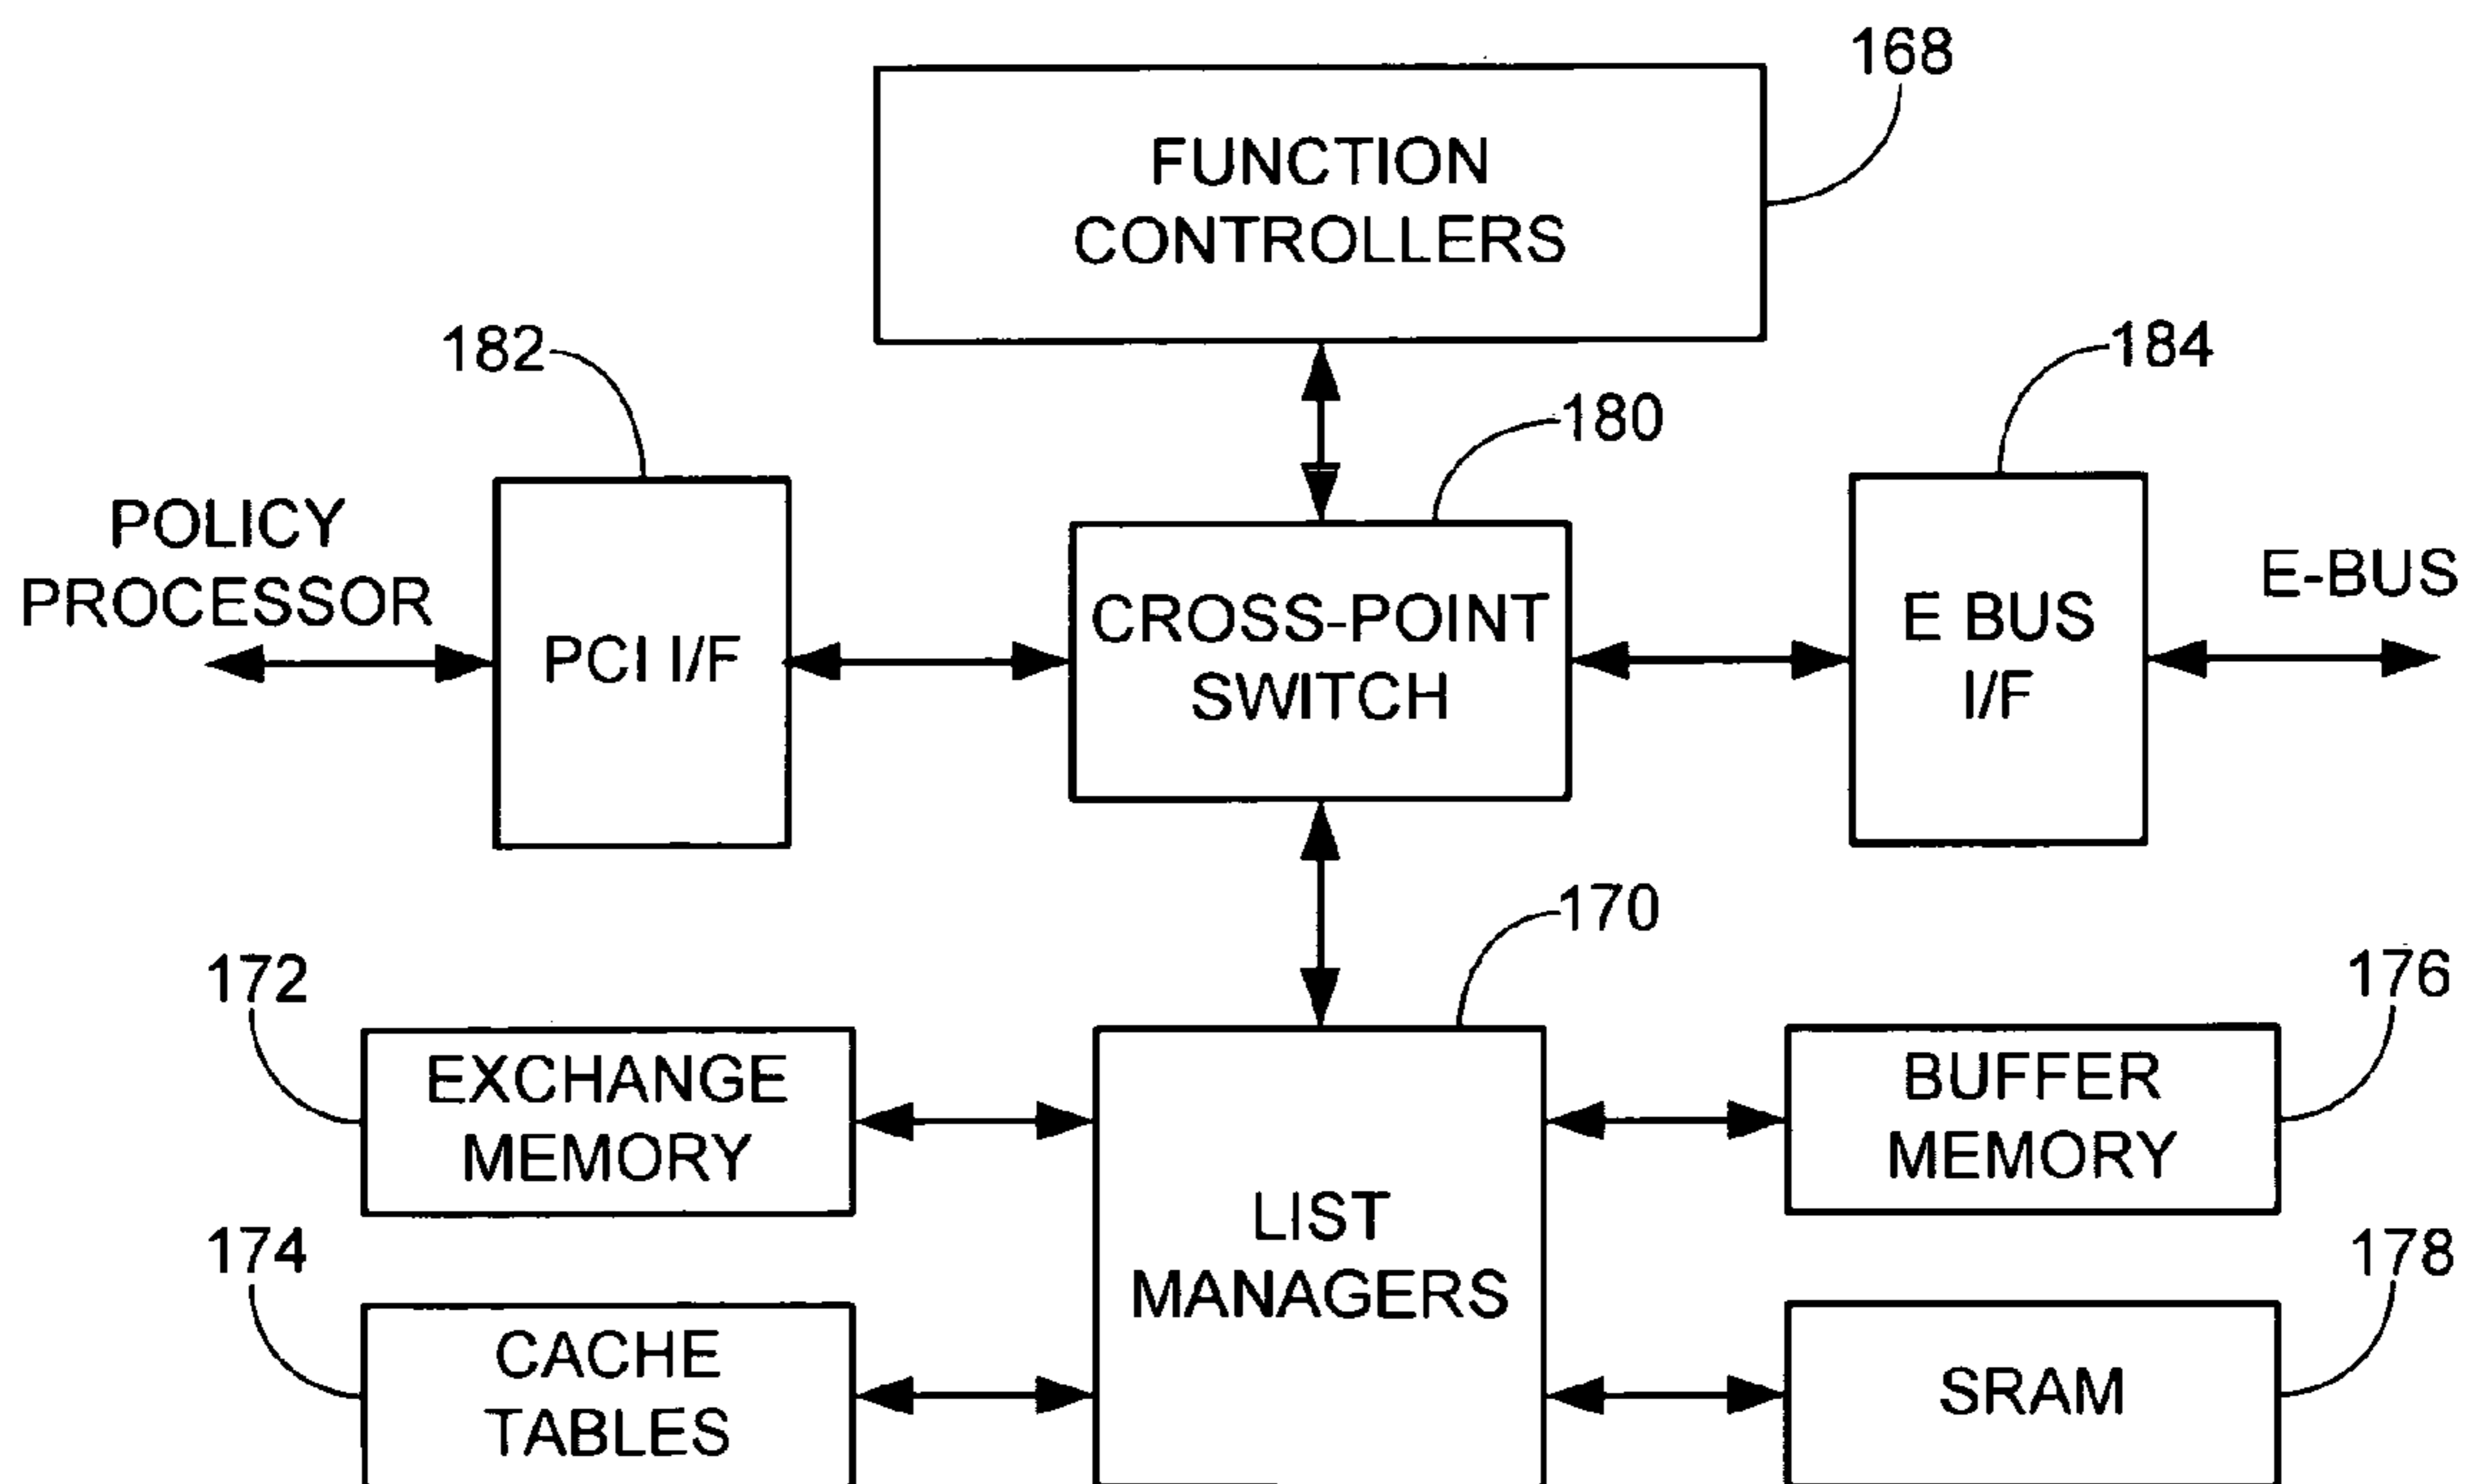 168
FUNCTION
CONTROLLERS
182
184
180
POLICY
PROCESSOR
PCI I/F
CROSS-POINT
SWITCH
E BUS
I/F
E-BUS
170
172
176
EXCHANGE
MEMORY
BUFFER
MEMORY
LIST
MANAGERS
174
178
CACHE
TABLES
SRAM